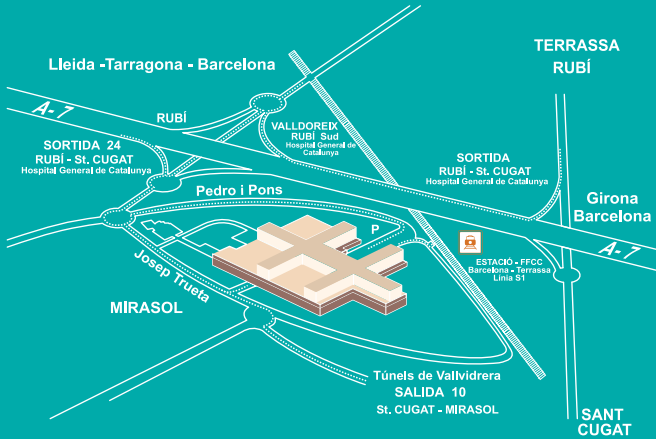 Lleida -Tarragona - Barcelona
TERRASSA
RUBÍ
A-7
RUBÍ
VALLDOREIX
RUBÍ Sud
Hospital General de
Catalunya
SORTIDA 24
RUBÍ - St. CUGAT
Hospital General de Catalunya
SORTIDA
RUBÍ - St. CUGAT
Hospital General de Catalunya
Pedro i Pons
Girona
Barcelona
P
A-7
ESTACIÓ - FFCC
Barcelona - Terrassa
Línia S1
Josep Trueta
MIRASOL
Túnels de Vallvidrera
SALIDA 10
St. CUGAT - MIRASOL
SANT
CUGAT